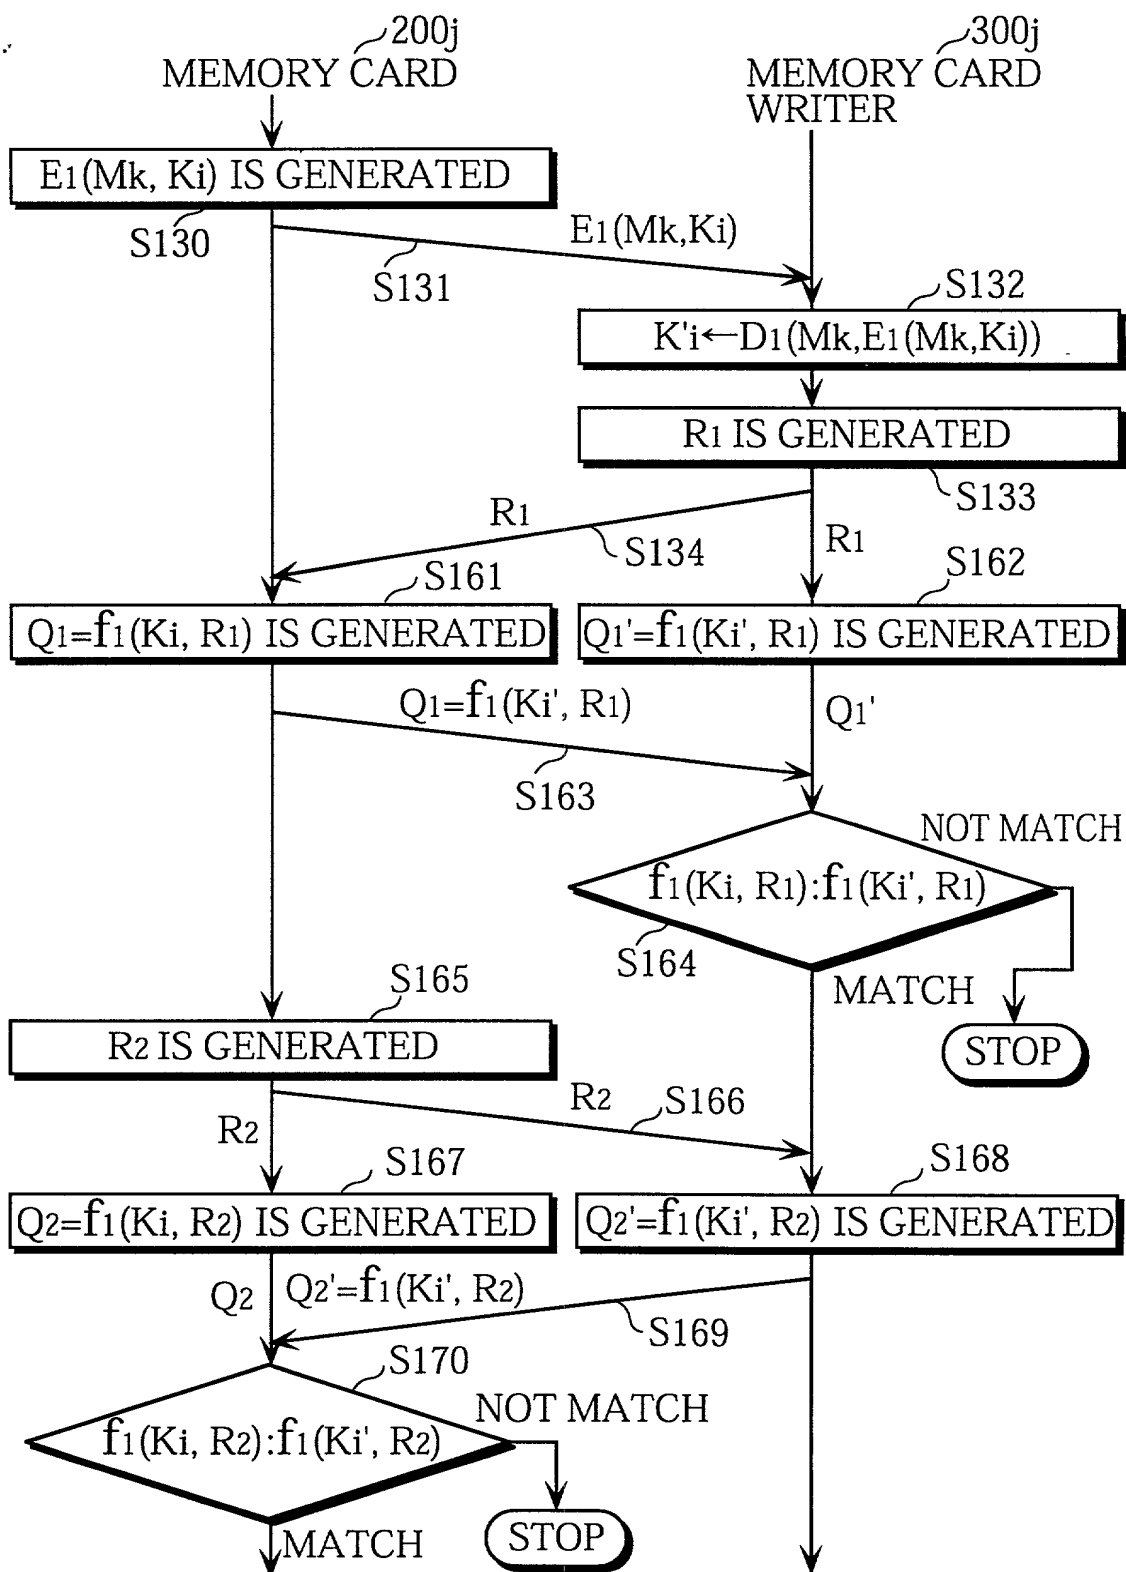 200j
MEMORY CARD
300j
MEMORY CARD
WRITER
E1(Mk, Ki) IS GENERATED
S130
E1(Mk,Ki)
S131
S132
K'i←D1(Mk,E1(Mk,Ki))
R1 IS GENERATED
S133
R1
S134
R1
S161
S162
Q1=f1(Ki, R1) IS GENERATED
Q1'=f1(Ki', R1) IS GENERATED
Q1=f1(Ki', R1)
Q1'
S163
NOT MATCH
f1(Ki, R1):f1(Ki', R1)
S164
MATCH
STOP
S165
R2 IS GENERATED
R2
S166
R2
S167
S168
Q2=f1(Ki, R2) IS GENERATED
Q2'=f1(Ki', R2) IS GENERATED
Q2
Q2'=f1(Ki', R2)
S169
S170
NOT MATCH
f1(Ki, R2):f1(Ki', R2)
STOP
MATCH